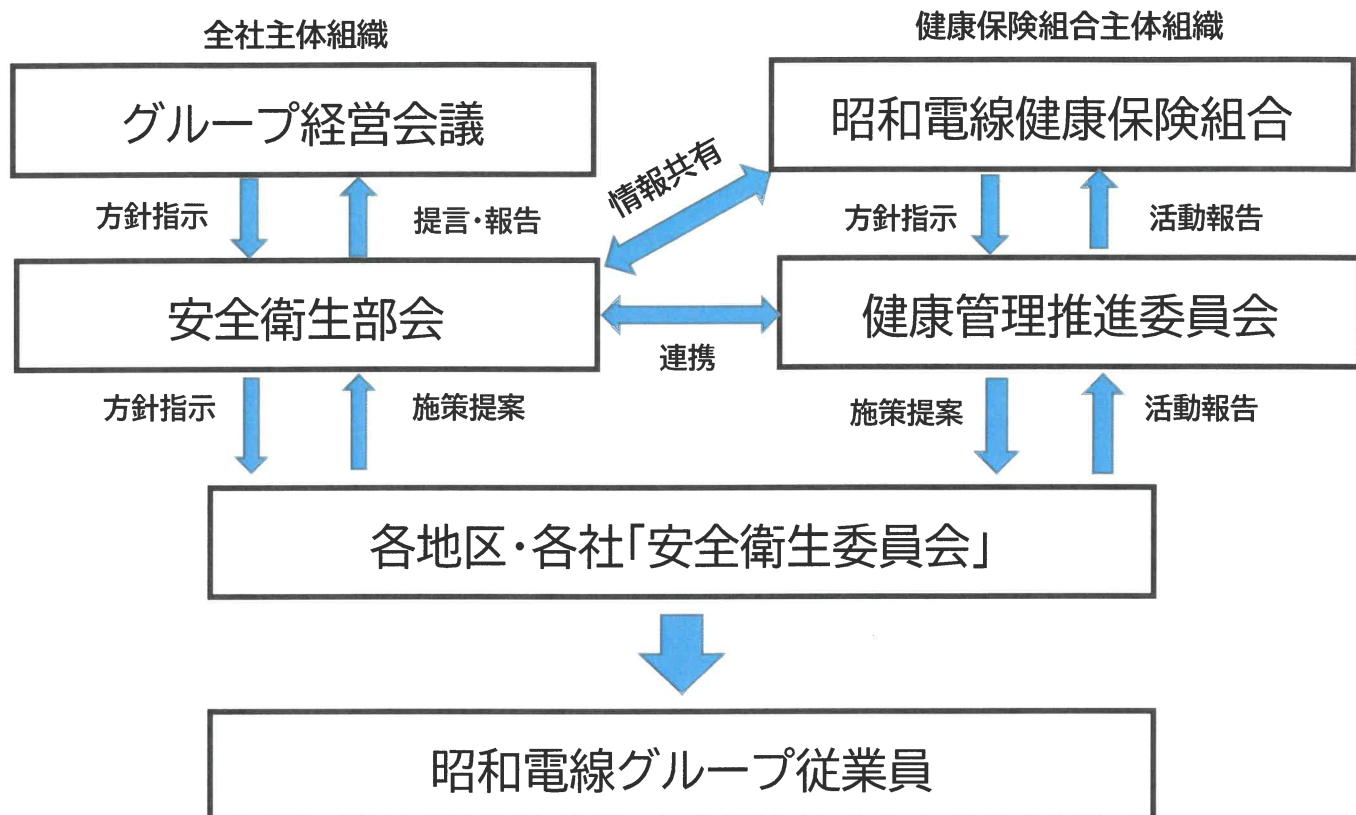 全社主体組織
健康保険組合主体組織
グループ経営会議
昭和電線健康保険組合
情報共有
方針指示
提言・報告
方針指示
活動報告
安全衛生部会
健康管理推進委員会
連携
方針指示
施策提案
施策提案
活動報告
各地区・各社「安全衛生委員会」
昭和電線グループ従業員